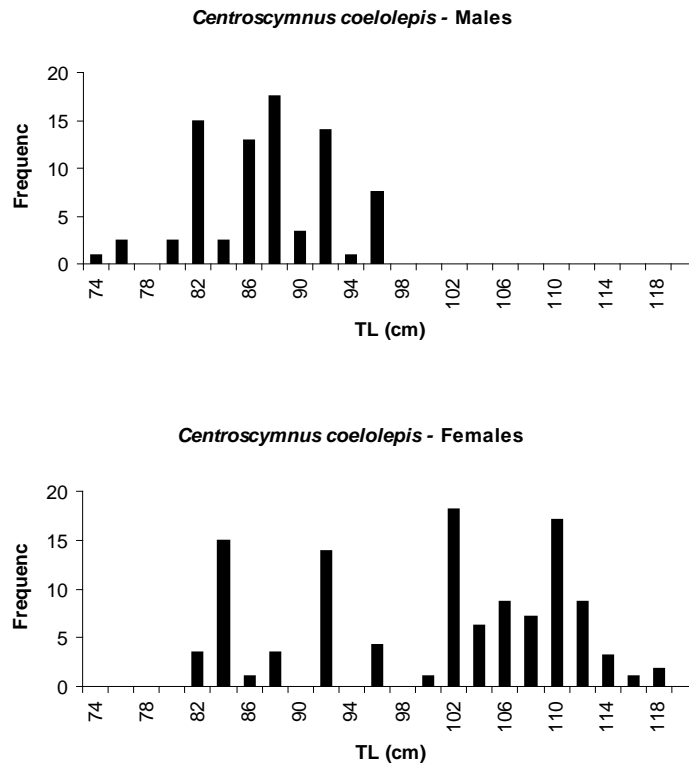 Centroscymnus coelolepis - Males
20
15
10
5
0
Frequenc
74 78 82 86 90 94 98 102 106 110 114 118
TL (cm)
Centroscymnus coelolepis - Females
20
15
10
5
0
Frequenc
74 78 82 86 90 94 98 102 106 110 114 118
TL (cm)